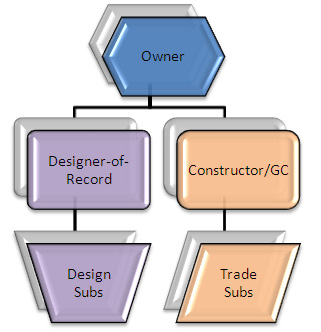 Owner
Designer-of-
Record
Constructor/GC
Design
Subs
Trade
Subs